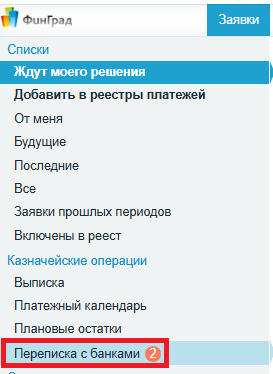 ФинГрад
Заявки
Списки
Ждут моего решения
Добавить в реестры платежей
От меня
Будущие
Последние
Все
Заявки прошлых периодов
Включены в реест
Казначейские операции
Выписка
Платежный календарь
Плановые остатки
Переписка с банками 2